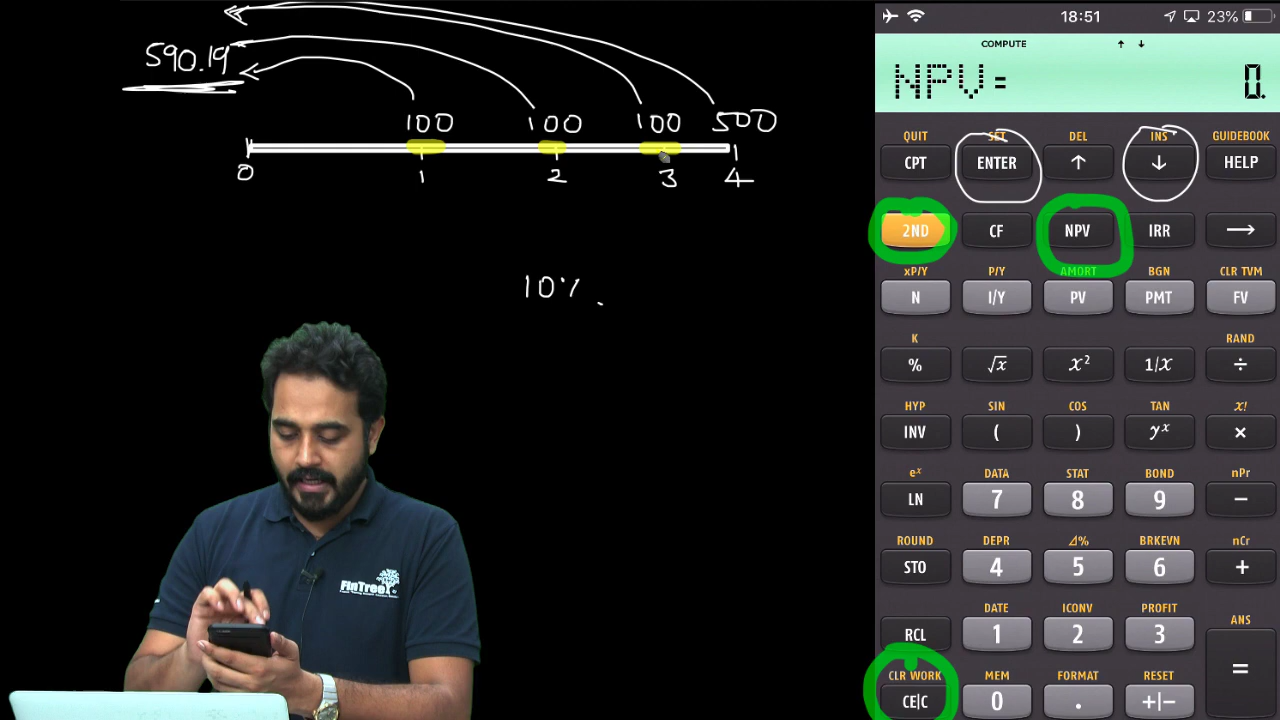 590.19
100 100 100 500
0 1 2 3 4
10%.
FinTree
18:51 23%
COMPUTE ↑ ↓
NPV= 0.
QUIT SET DEL INS GUIDEBOOK
CPT ENTER ↑ ↓ HELP
2ND CF NPV IRR →
xP/Y P/Y AMORT BGN CLR TVM
N I/Y PV PMT FV
K RAND
% √x x² 1/x ÷
HYP SIN COS TAN x!
INV ( ) yˣ ×
eˣ DATA STAT BOND nPr
LN 7 8 9 −
ROUND DEPR Δ% BRKEVN nCr
STO 4 5 6 +
DATE ICONV PROFIT ANS
RCL 1 2 3 =
CLR WORK MEM FORMAT RESET
CE|C 0 . +|−